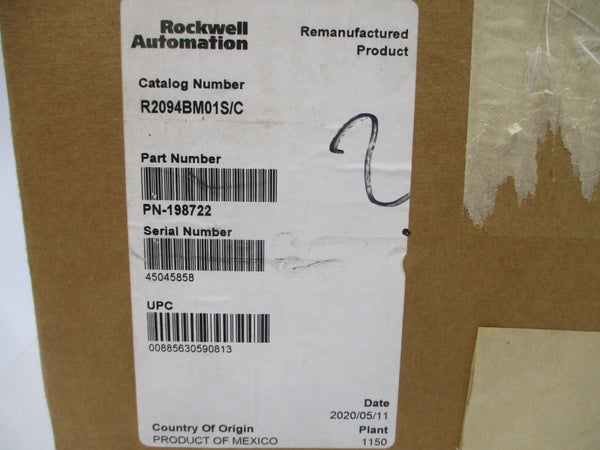 Rockwell
Automation
Remanufactured
Product
Catalog Number
R2094BM01S/C
2
Part Number
PN-198722
Serial Number
45045858
UPC
00885630590813
Date
2020/05/11
Country Of Origin
PRODUCT OF MEXICO
Plant
1150